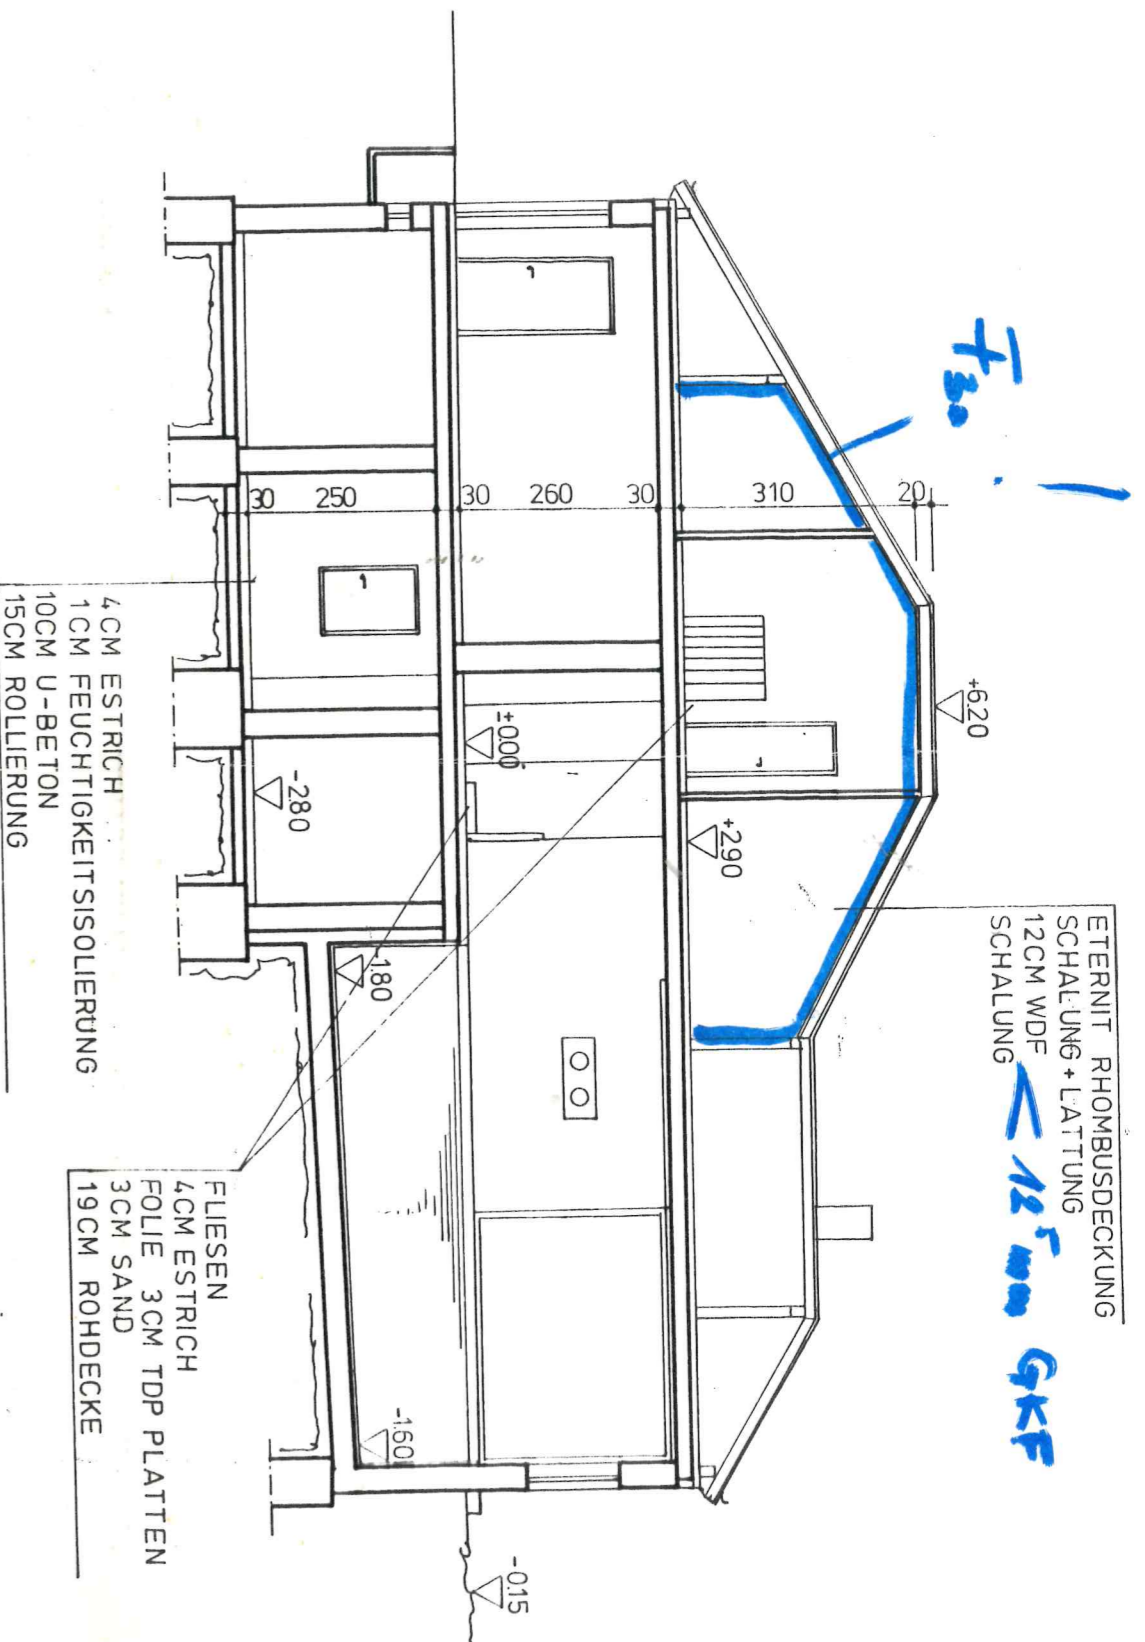 ETERNIT RHOMBUSDECKUNG
SCHALUNG + LATTUNG
12CM WDF
SCHALUNG
< 12⁵ mm GKF
F30 !
+6.20
20
310
+2.90
30
260
30
±0.00
250
30
-2.80
-1.80
-1.60
-0.15
4CM ESTRICH
1CM FEUCHTIGKEITSISOLIERUNG
10CM U-BETON
15CM ROLLIERUNG
FLIESEN
4CM ESTRICH
FOLIE 3CM TDP PLATTEN
3CM SAND
19CM ROHDECKE